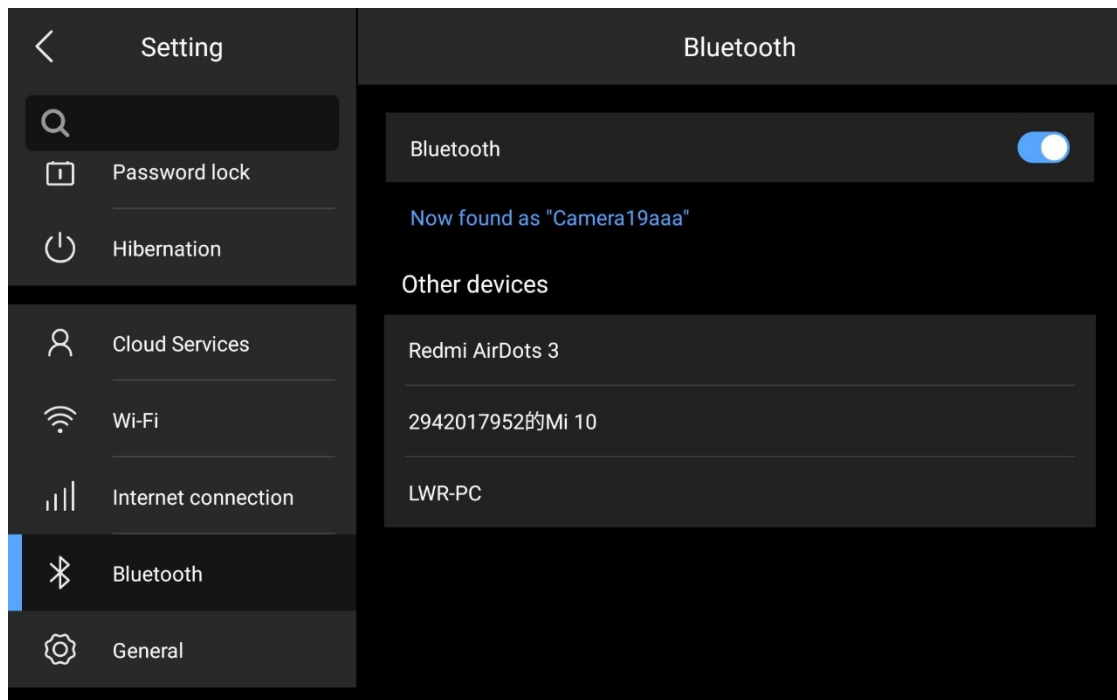 Setting
Password lock
Hibernation
Cloud Services
Wi-Fi
Internet connection
Bluetooth
General
Bluetooth
Bluetooth
Now found as "Camera19aaa"
Other devices
Redmi AirDots 3
2942017952的Mi 10
LWR-PC